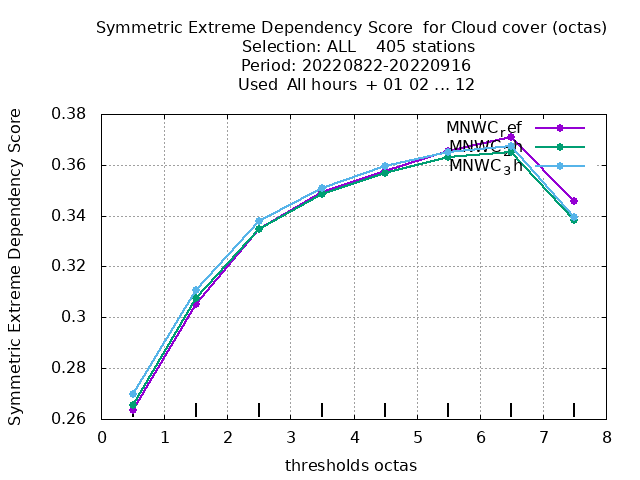 Symmetric Extreme Dependency Score for Cloud cover (octas)
Selection: ALL 405 stations
Period: 20220822-20220916
Used All hours + 01 02 ... 12
Symmetric Extreme Dependency Score
0.38
0.36
0.34
0.32
0.3
0.28
0.26
MNWC_ref
MNWC_3h
0 1 2 3 4 5 6 7 8
thresholds octas